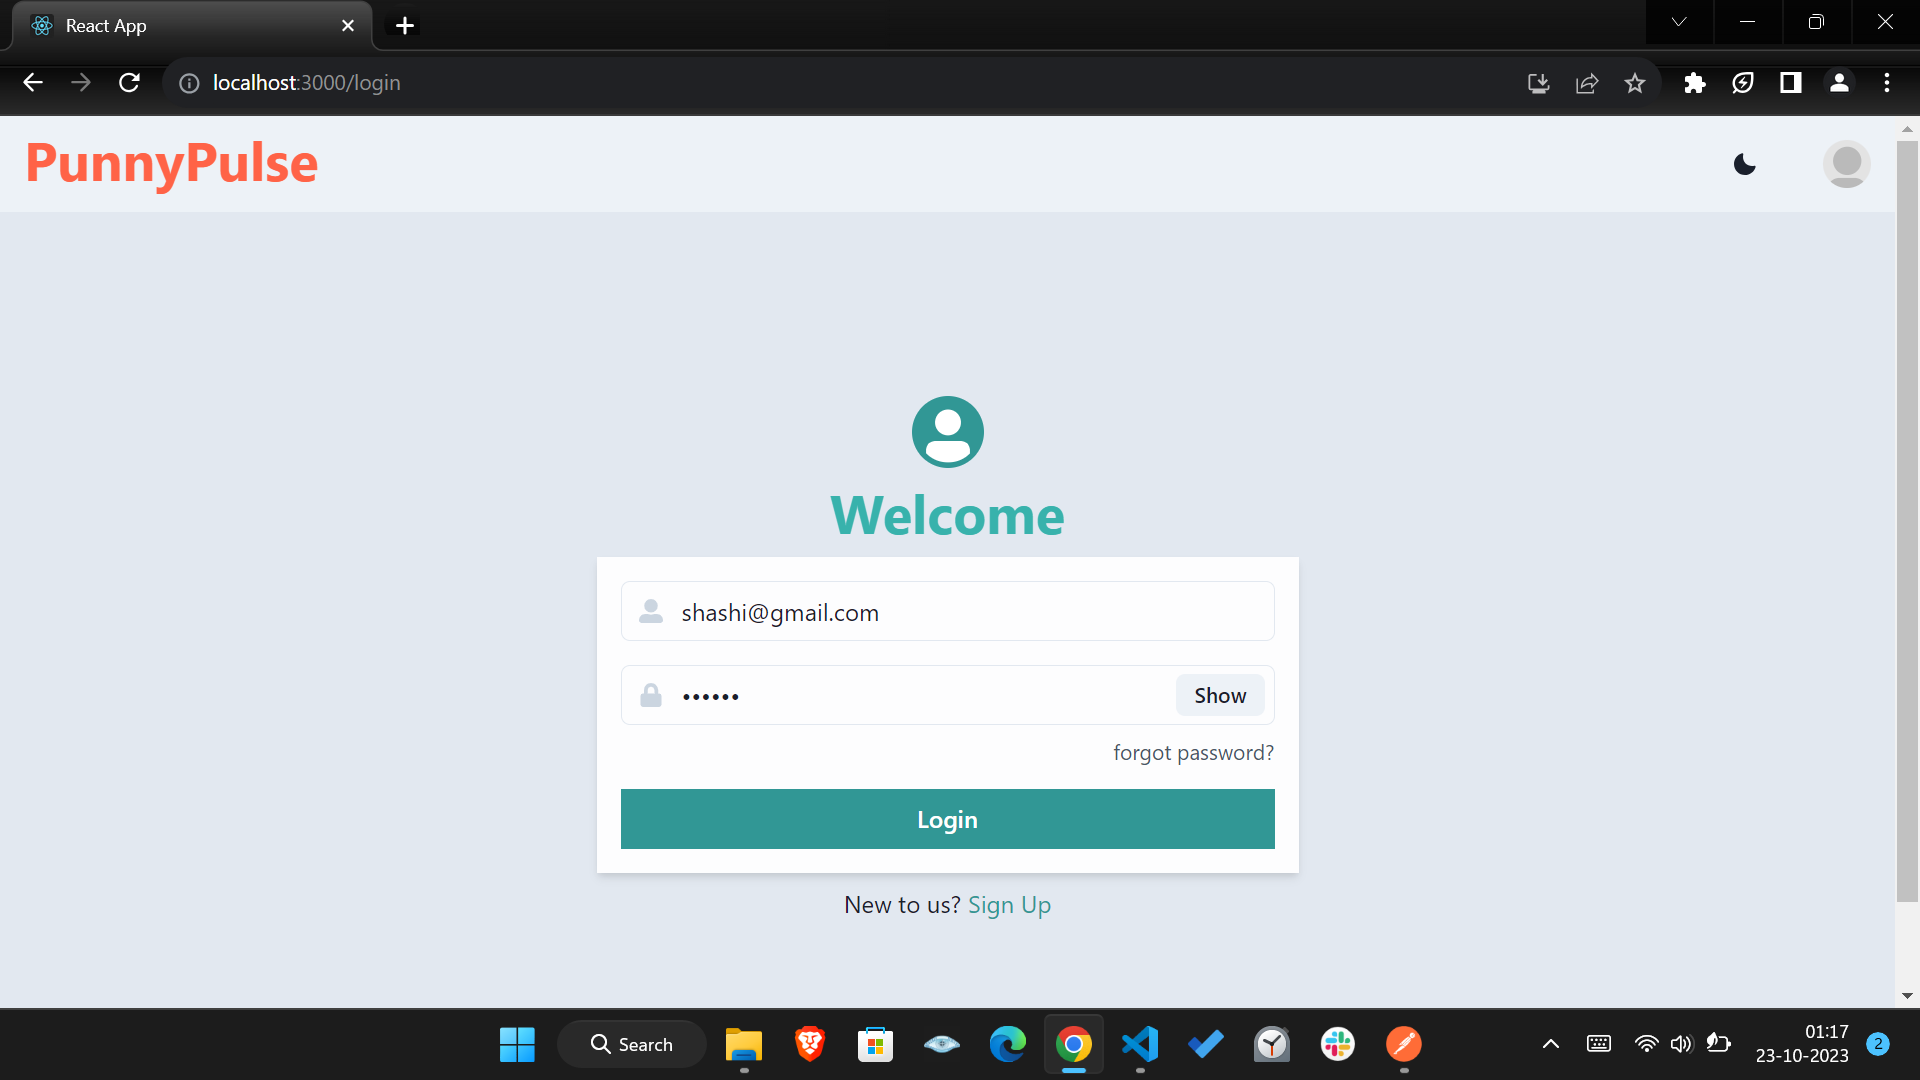 React App
localhost:3000/login
PunnyPulse
Welcome
shashi@gmail.com
••••••
Show
forgot password?
Login
New to us? Sign Up
Search
01:17
23-10-2023
2